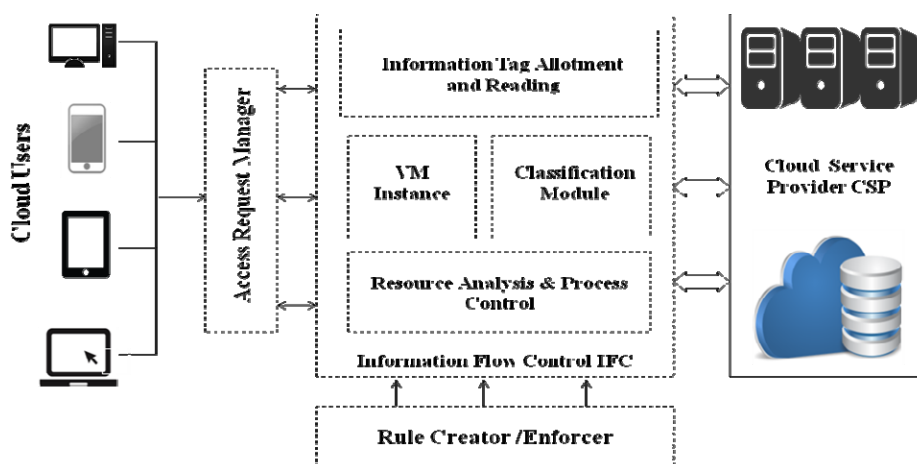 Cloud Users
Access Request Manager
Information Tag Allotment
and Reading
VM
Instance
Classification
Module
Resource Analysis & Process
Control
Information Flow Control IFC
Rule Creator /Enforcer
Cloud Service
Provider CSP